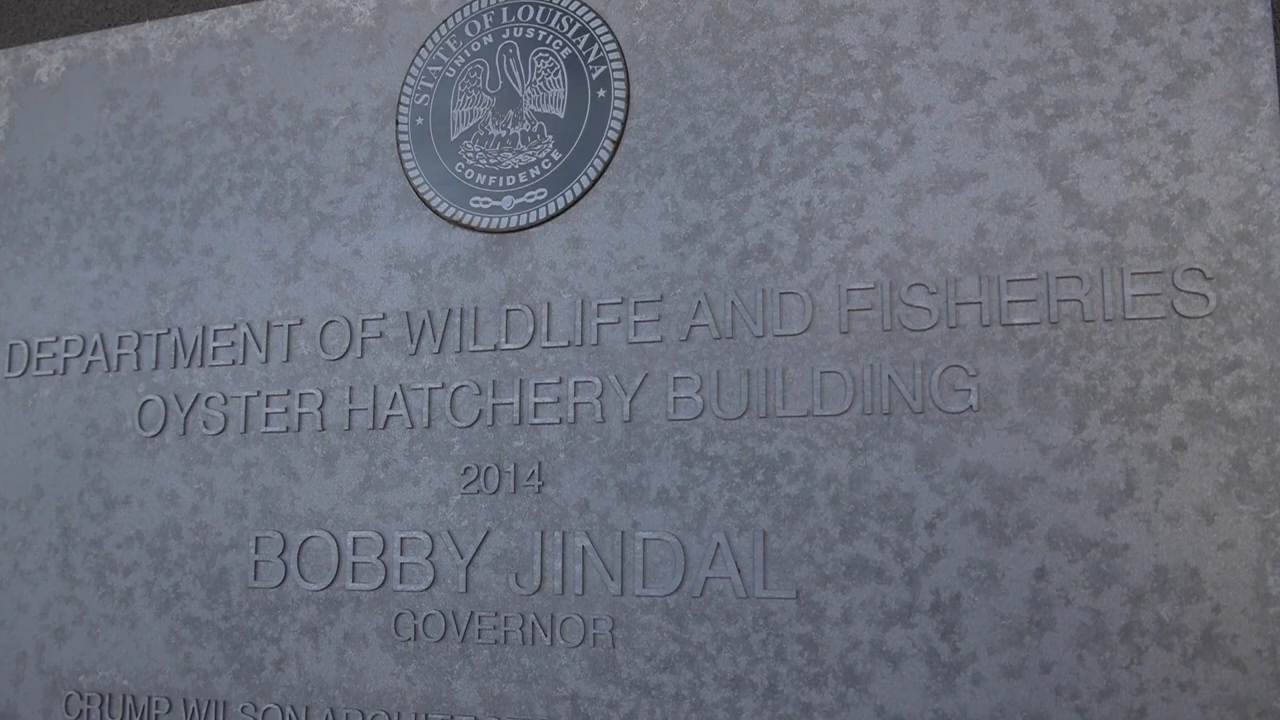 STATE OF LOUISIANA
UNION JUSTICE
CONFIDENCE
DEPARTMENT OF WILDLIFE AND FISHERIES
OYSTER HATCHERY BUILDING
2014
BOBBY JINDAL
GOVERNOR
CRUMP WILSON